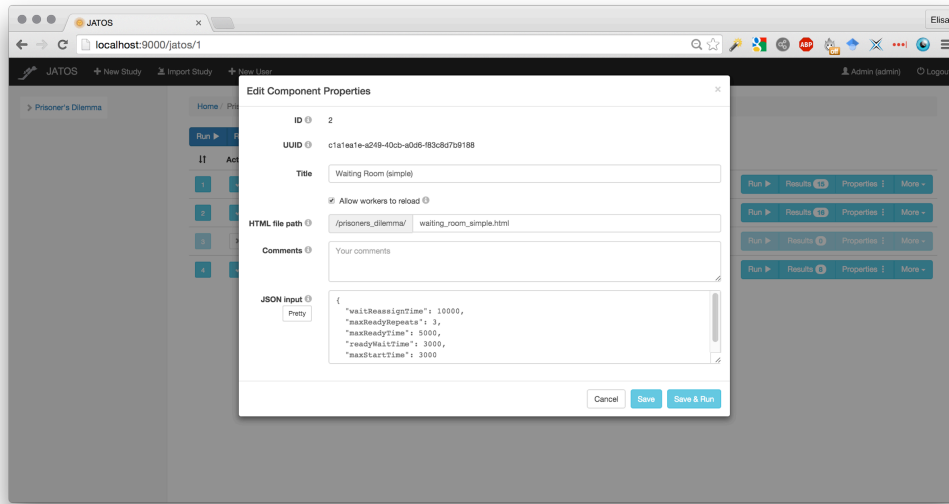 JATOS ×
Elisa
localhost:9000/jatos/1
ABP
off
JATOS + New Study Import Study + New User Admin (admin) Logou
Prisoner's Dilemma
Home / Pris
Run R
Act
1
2
3
4
Run Results 15 Properties More
Run Results 16 Properties More
Run Results 0 Properties More
Run Results 8 Properties More
Edit Component Properties ×
ID 2
UUID c1a1ea1e-a249-40cb-a0d6-f83c8d7b9188
Title Waiting Room (simple)
Allow workers to reload
HTML file path /prisoners_dilemma/ waiting_room_simple.html
Comments Your comments
JSON input {
Pretty "waitReassignTime": 10000,
"maxReadyRepeats": 3,
"maxReadyTime": 5000,
"readyWaitTime": 3000,
"maxStartTime": 3000
Cancel Save Save & Run